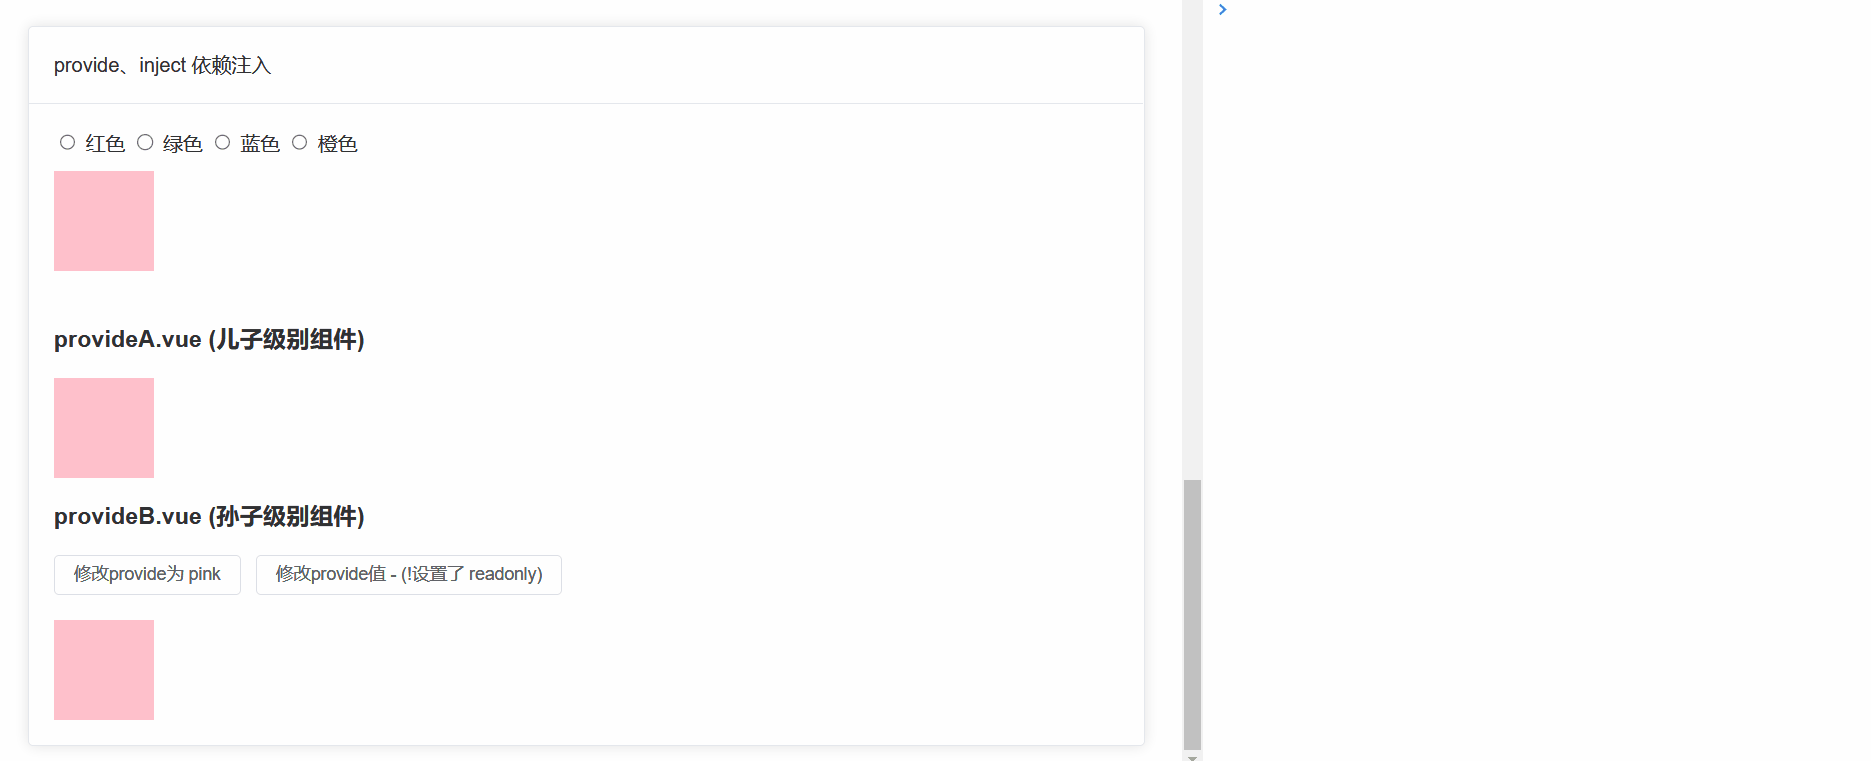 provide、inject 依赖注入
红色 绿色 蓝色 橙色
provideA.vue (儿子级别组件)
provideB.vue (孙子级别组件)
修改provide为 pink 修改provide值 - (!设置了 readonly)